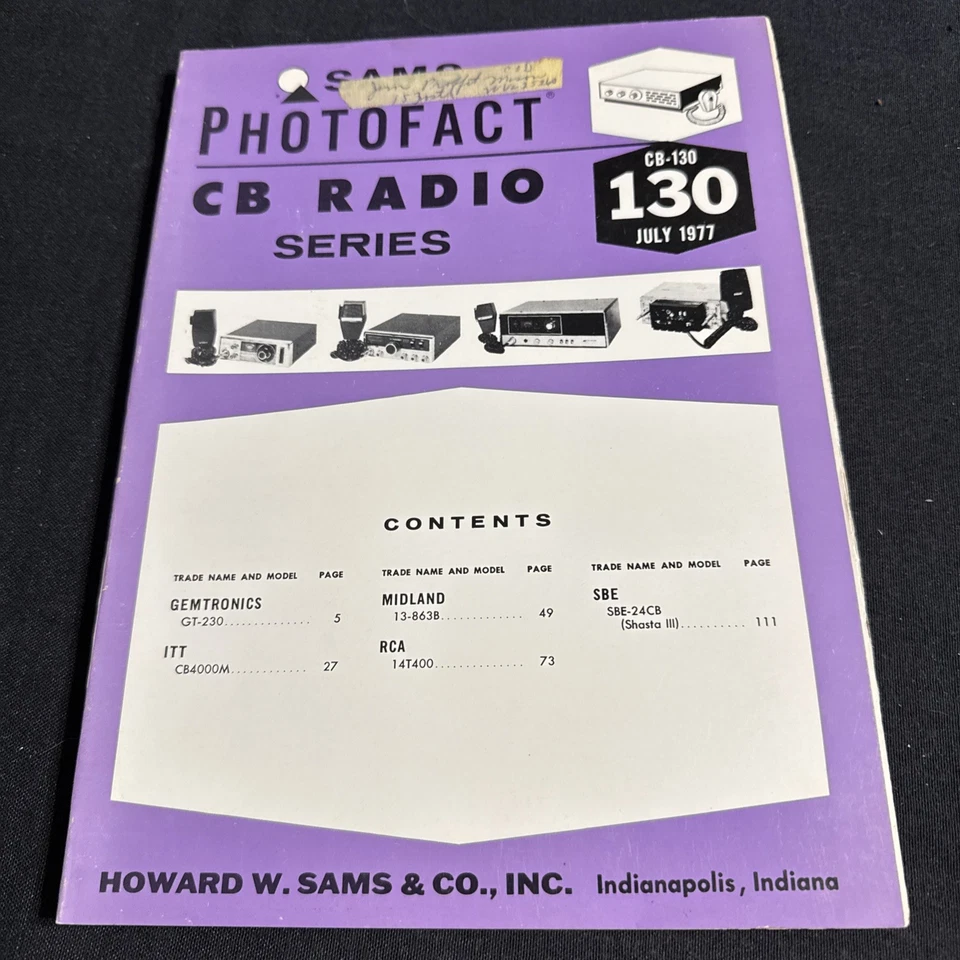 SAMS
PHOTOFACT®
CB RADIO
SERIES
CB-130
130
JULY 1977
CONTENTS
TRADE NAME AND MODEL PAGE
GEMTRONICS
GT-230.............. 5
ITT
CB4000M............ 27
TRADE NAME AND MODEL PAGE
MIDLAND
13-863B............. 49
RCA
14T400.............. 73
TRADE NAME AND MODEL PAGE
SBE
SBE-24CB
(Shasta III).......... 111
HOWARD W. SAMS & CO., INC. Indianapolis, Indiana